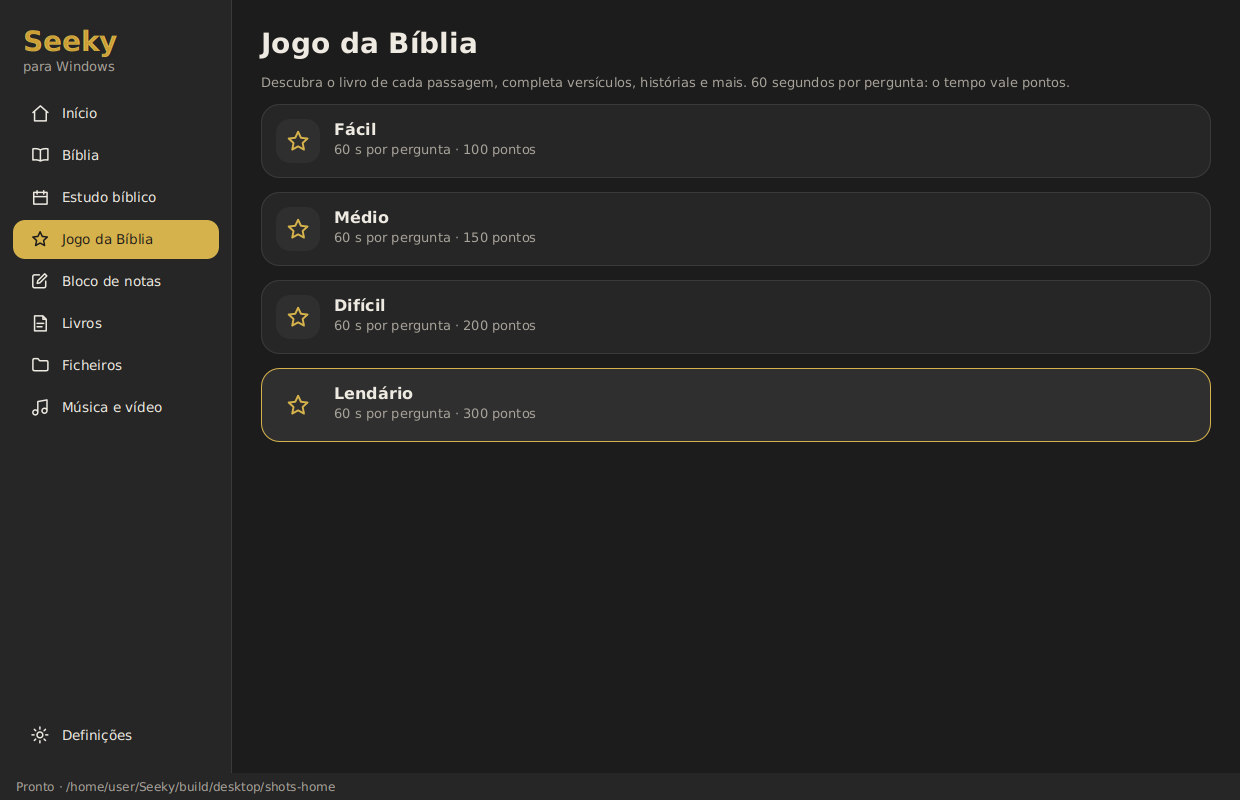 Seeky
para Windows
Início
Bíblia
Estudo bíblico
Jogo da Bíblia
Bloco de notas
Livros
Ficheiros
Música e vídeo
Definições
Jogo da Bíblia
Descubra o livro de cada passagem, completa versículos, histórias e mais. 60 segundos por pergunta: o tempo vale pontos.
Fácil
60 s por pergunta · 100 pontos
Médio
60 s por pergunta · 150 pontos
Difícil
60 s por pergunta · 200 pontos
Lendário
60 s por pergunta · 300 pontos
Pronto · /home/user/Seeky/build/desktop/shots-home